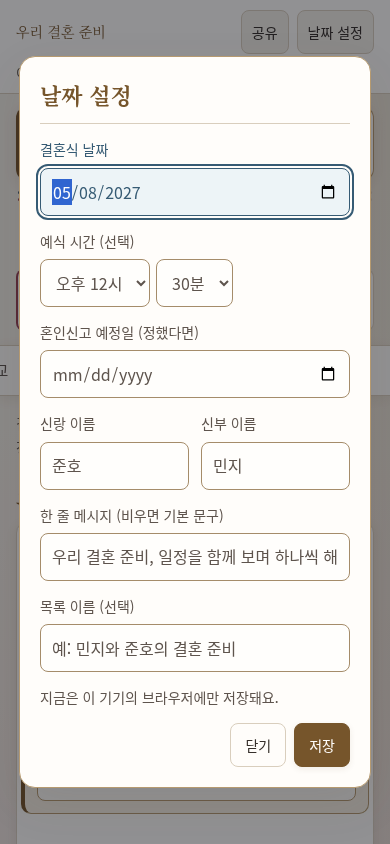 우리 결혼 준비
공유
날짜 설정
날짜 설정
결혼식 날짜
05/08/2027
예식 시간 (선택)
오후 12시
30분
혼인신고 예정일 (정했다면)
mm/dd/yyyy
신랑 이름
신부 이름
준호
민지
한 줄 메시지 (비우면 기본 문구)
우리 결혼 준비, 일정을 함께 보며 하나씩 해
목록 이름 (선택)
예: 민지와 준호의 결혼 준비
지금은 이 기기의 브라우저에만 저장돼요.
닫기
저장